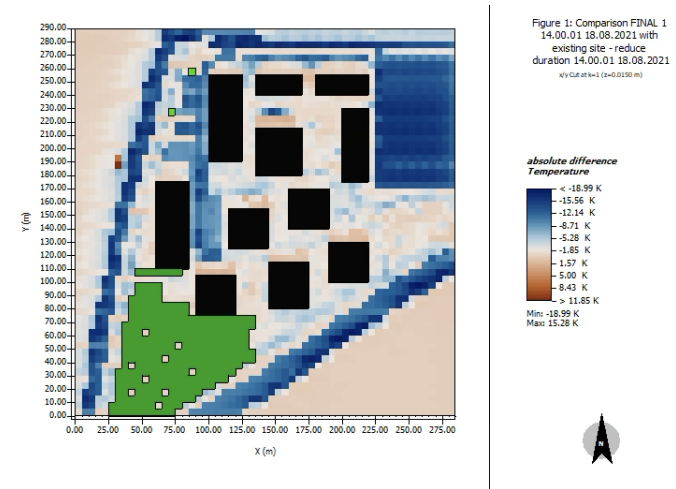 Figure 1: Comparison FINAL 1
14.00.01 18.08.2021 with
existing site - reduce
duration 14.00.01 18.08.2021
x/y Cut at k=1 (z=0.0150 m)
290.00
280.00
270.00
260.00
250.00
240.00
230.00
220.00
210.00
200.00
190.00
180.00
170.00
160.00
150.00
140.00
130.00
120.00
110.00
100.00
90.00
80.00
70.00
60.00
50.00
40.00
30.00
20.00
10.00
0.00
Y (m)
0.00 25.00 50.00 75.00 100.00 125.00 150.00 175.00 200.00 225.00 250.00 275.00
X (m)
absolute difference
Temperature
< -18.99 K
-15.56 K
-12.14 K
-8.71 K
-5.28 K
-1.85 K
1.57 K
5.00 K
8.43 K
> 11.85 K
Min: -18.99 K
Max: 15.28 K
N